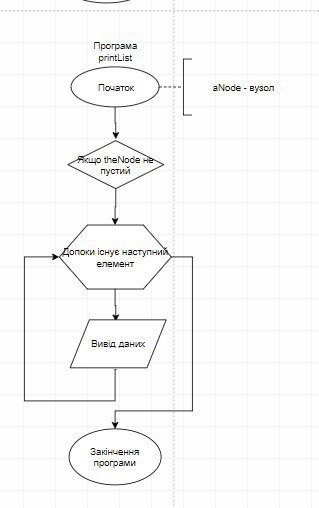 Програма
printList
Початок
aNode - вузол
Якщо theNode не
пустий
Допоки існує наступний
елемент
Вивід даних
Закінчення
програми